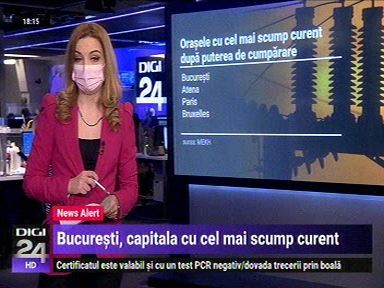 18:15
DIGI
24
Orașele cu cel mai scump curent
după puterea de cumpărare
București
Atena
Paris
Bruxelles
sursa: MEKH
News Alert
DIGI
24
HD
București, capitala cu cel mai scump curent
Certificatul este valabil și cu un test PCR negativ/dovada trecerii prin boală